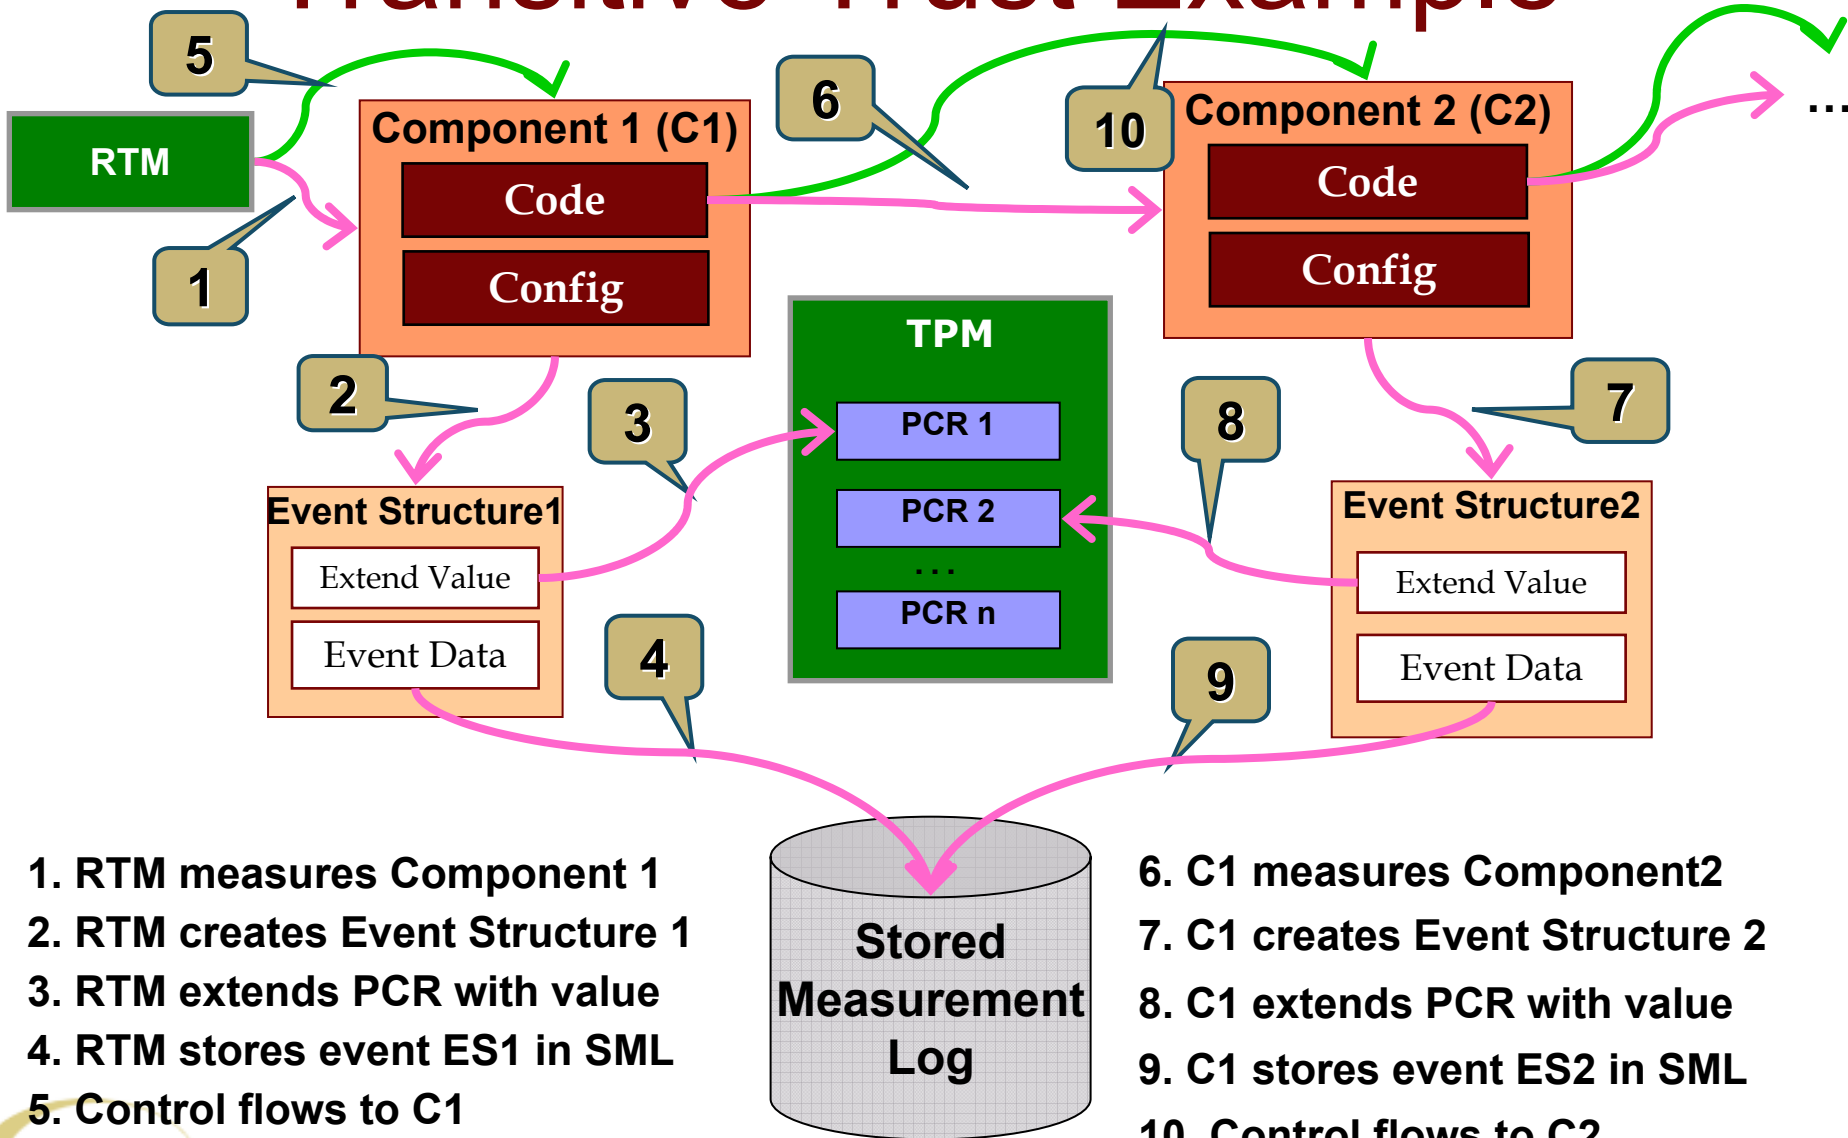 Transitive Trust Example
5
6
10
RTM
Component 1 (C1)
Code
Config
Component 2 (C2)
Code
Config
...
1
2
3
TPM
PCR 1
PCR 2
...
PCR n
8
7
Event Structure1
Extend Value
Event Data
4
9
Event Structure2
Extend Value
Event Data
Stored
Measurement
Log
1. RTM measures Component 1
2. RTM creates Event Structure 1
3. RTM extends PCR with value
4. RTM stores event ES1 in SML
5. Control flows to C1
6. C1 measures Component2
7. C1 creates Event Structure 2
8. C1 extends PCR with value
9. C1 stores event ES2 in SML
10. Control flows to C2